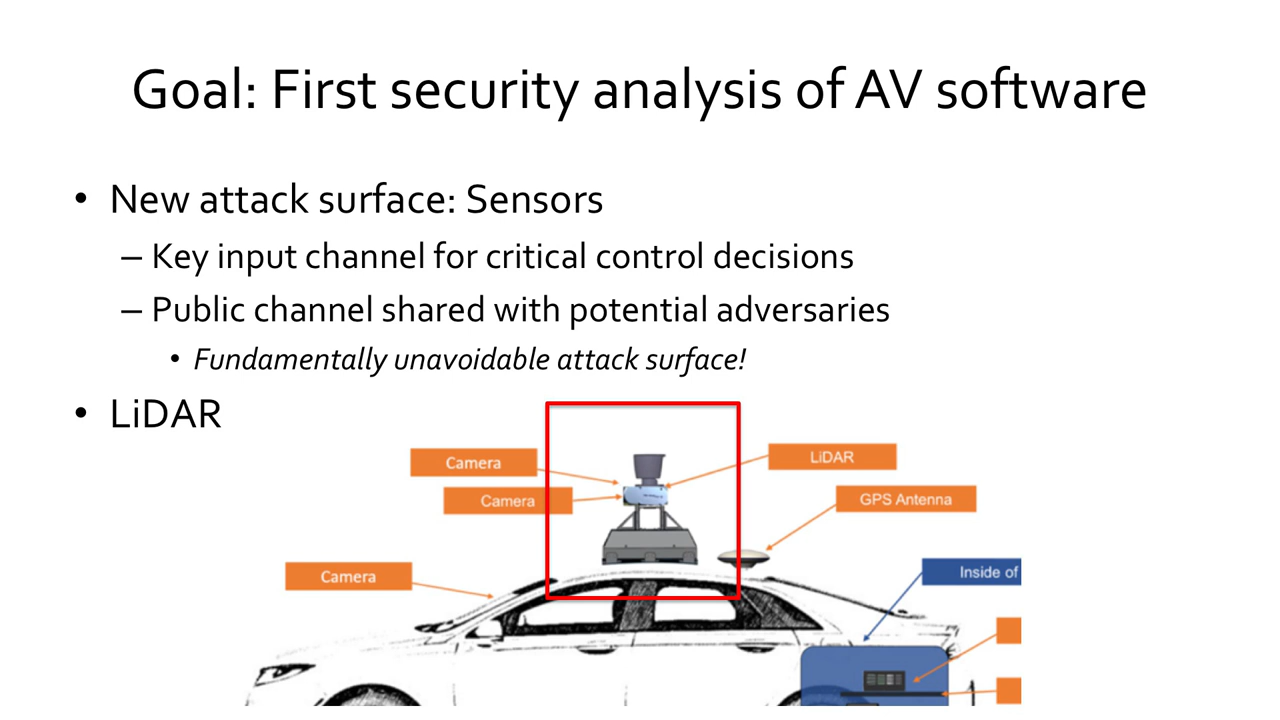 Goal: First security analysis of AV software
• New attack surface: Sensors
– Key input channel for critical control decisions
– Public channel shared with potential adversaries
• Fundamentally unavoidable attack surface!
• LiDAR
Camera
LiDAR
Camera
GPS Antenna
Camera
Inside of